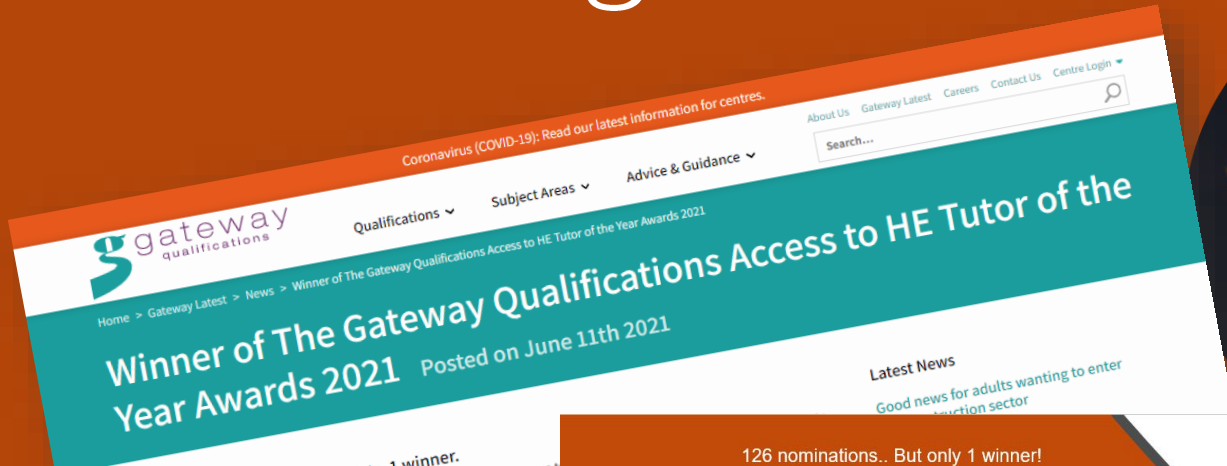 Coronavirus (COVID-19): Read our latest information for centres.
About Us Gateway Latest Careers Contact Us Centre Login
Search...
gateway
qualifications
Qualifications Subject Areas Advice & Guidance
Home > Gateway Latest > News > Winner of The Gateway Qualifications Access to HE Tutor of the Year Awards 2021
Winner of The Gateway Qualifications Access to HE Tutor of the
Year Awards 2021 Posted on June 11th 2021
Latest News
Good news for adults wanting to enter
sector
1 winner.
126 nominations.. But only 1 winner!